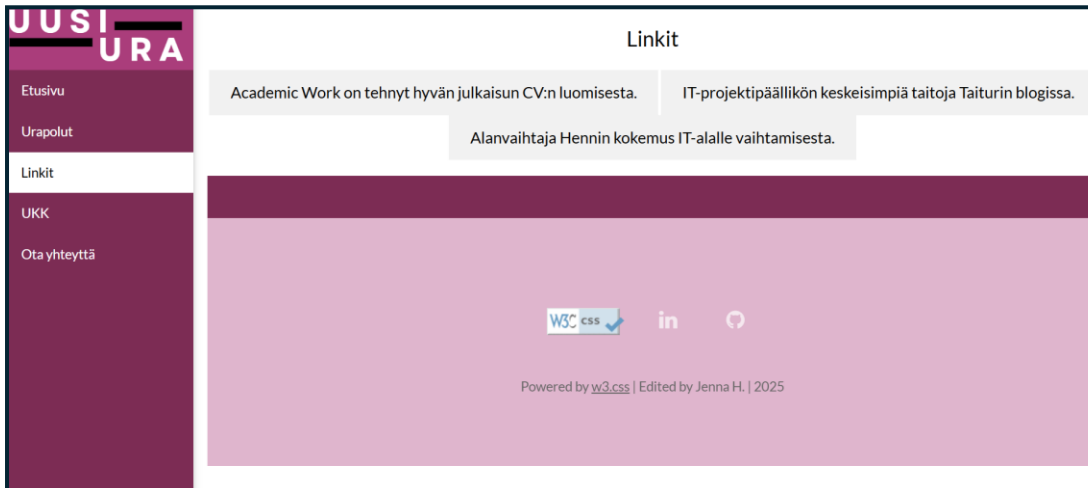 UUSI
URA
Etusivu
Urapolut
Linkit
UKK
Ota yhteyttä
Linkit
Academic Work on tehnyt hyvän julkaisun CV:n luomisesta.
IT-projektipäällikön keskeisimpiä taitoja Taiturin blogissa.
Alanvaihtaja Hennin kokemus IT-alalle vaihtamisesta.
W3C css
in
Powered by w3.css | Edited by Jenna H. | 2025